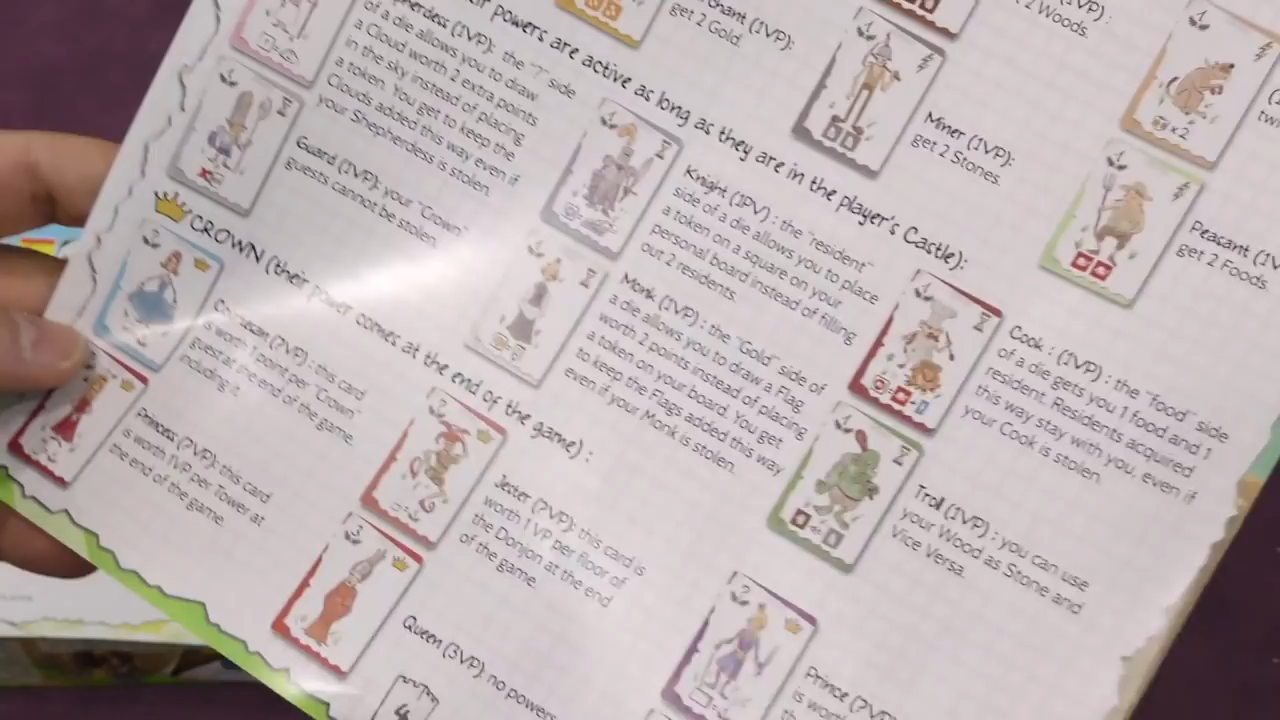 get 2 Gold.
2 Woods.
Miner (1VP):
get 2 Stones.
Peasant
get 2 Foods.
x2
powers are active as long as they are in the player's Castle):
(1VP): the "?" side
of a die allows you to draw
a Cloud worth 2 extra points
in the sky instead of placing
a token. You get to keep the
Clouds added this way even if
your Shepherdess is stolen.
Guard (1VP): your "Crown"
guests cannot be stolen.
Knight (1PV) : the "resident"
side of a die allows you to place
a token on a square on your
personal board instead of filling
out 2 residents.
Monk (1VP) : the "Gold" side of
a die allows you to draw a Flag
worth 2 points instead of placing
a token on your board. You get
to keep the Flags added this way
even if your Monk is stolen.
Cook : (1VP) : the "food" side
of a die gets you 1 food and 1
resident. Residents acquired
this way stay with you, even if
your Cook is stolen.
Troll (1VP) : you can use
your Wood as Stone and
Vice Versa.
CROWN (their power comes at the end of the game) :
(?VP) : this card
is worth 1 point per "Crown"
guest at the end of the game,
including it.
Princess (?VP): this card
is worth 1VP per Tower at
the end of the game.
Jester (?VP): this card is
worth 1 VP per floor of
the Donjon at the end
of the game.
Queen (3VP): no powers
Prince
is